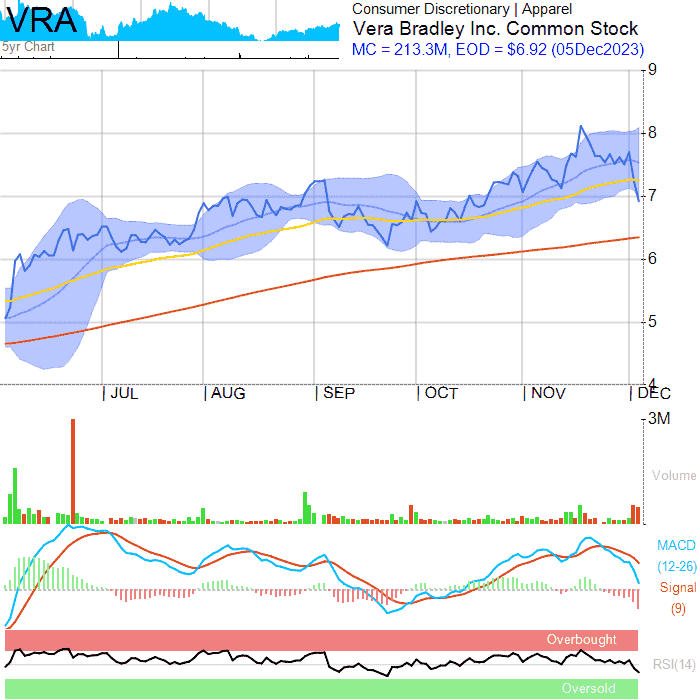 VRA
5yr Chart
Consumer Discretionary | Apparel
Vera Bradley Inc. Common Stock
MC = 213.3M, EOD = $6.92 (05Dec2023)
9
8
7
6
5
4
| JUL | AUG | SEP | OCT | NOV | DEC
3M
Volume
MACD
(12-26)
Signal
(9)
Overbought
RSI(14)
Oversold